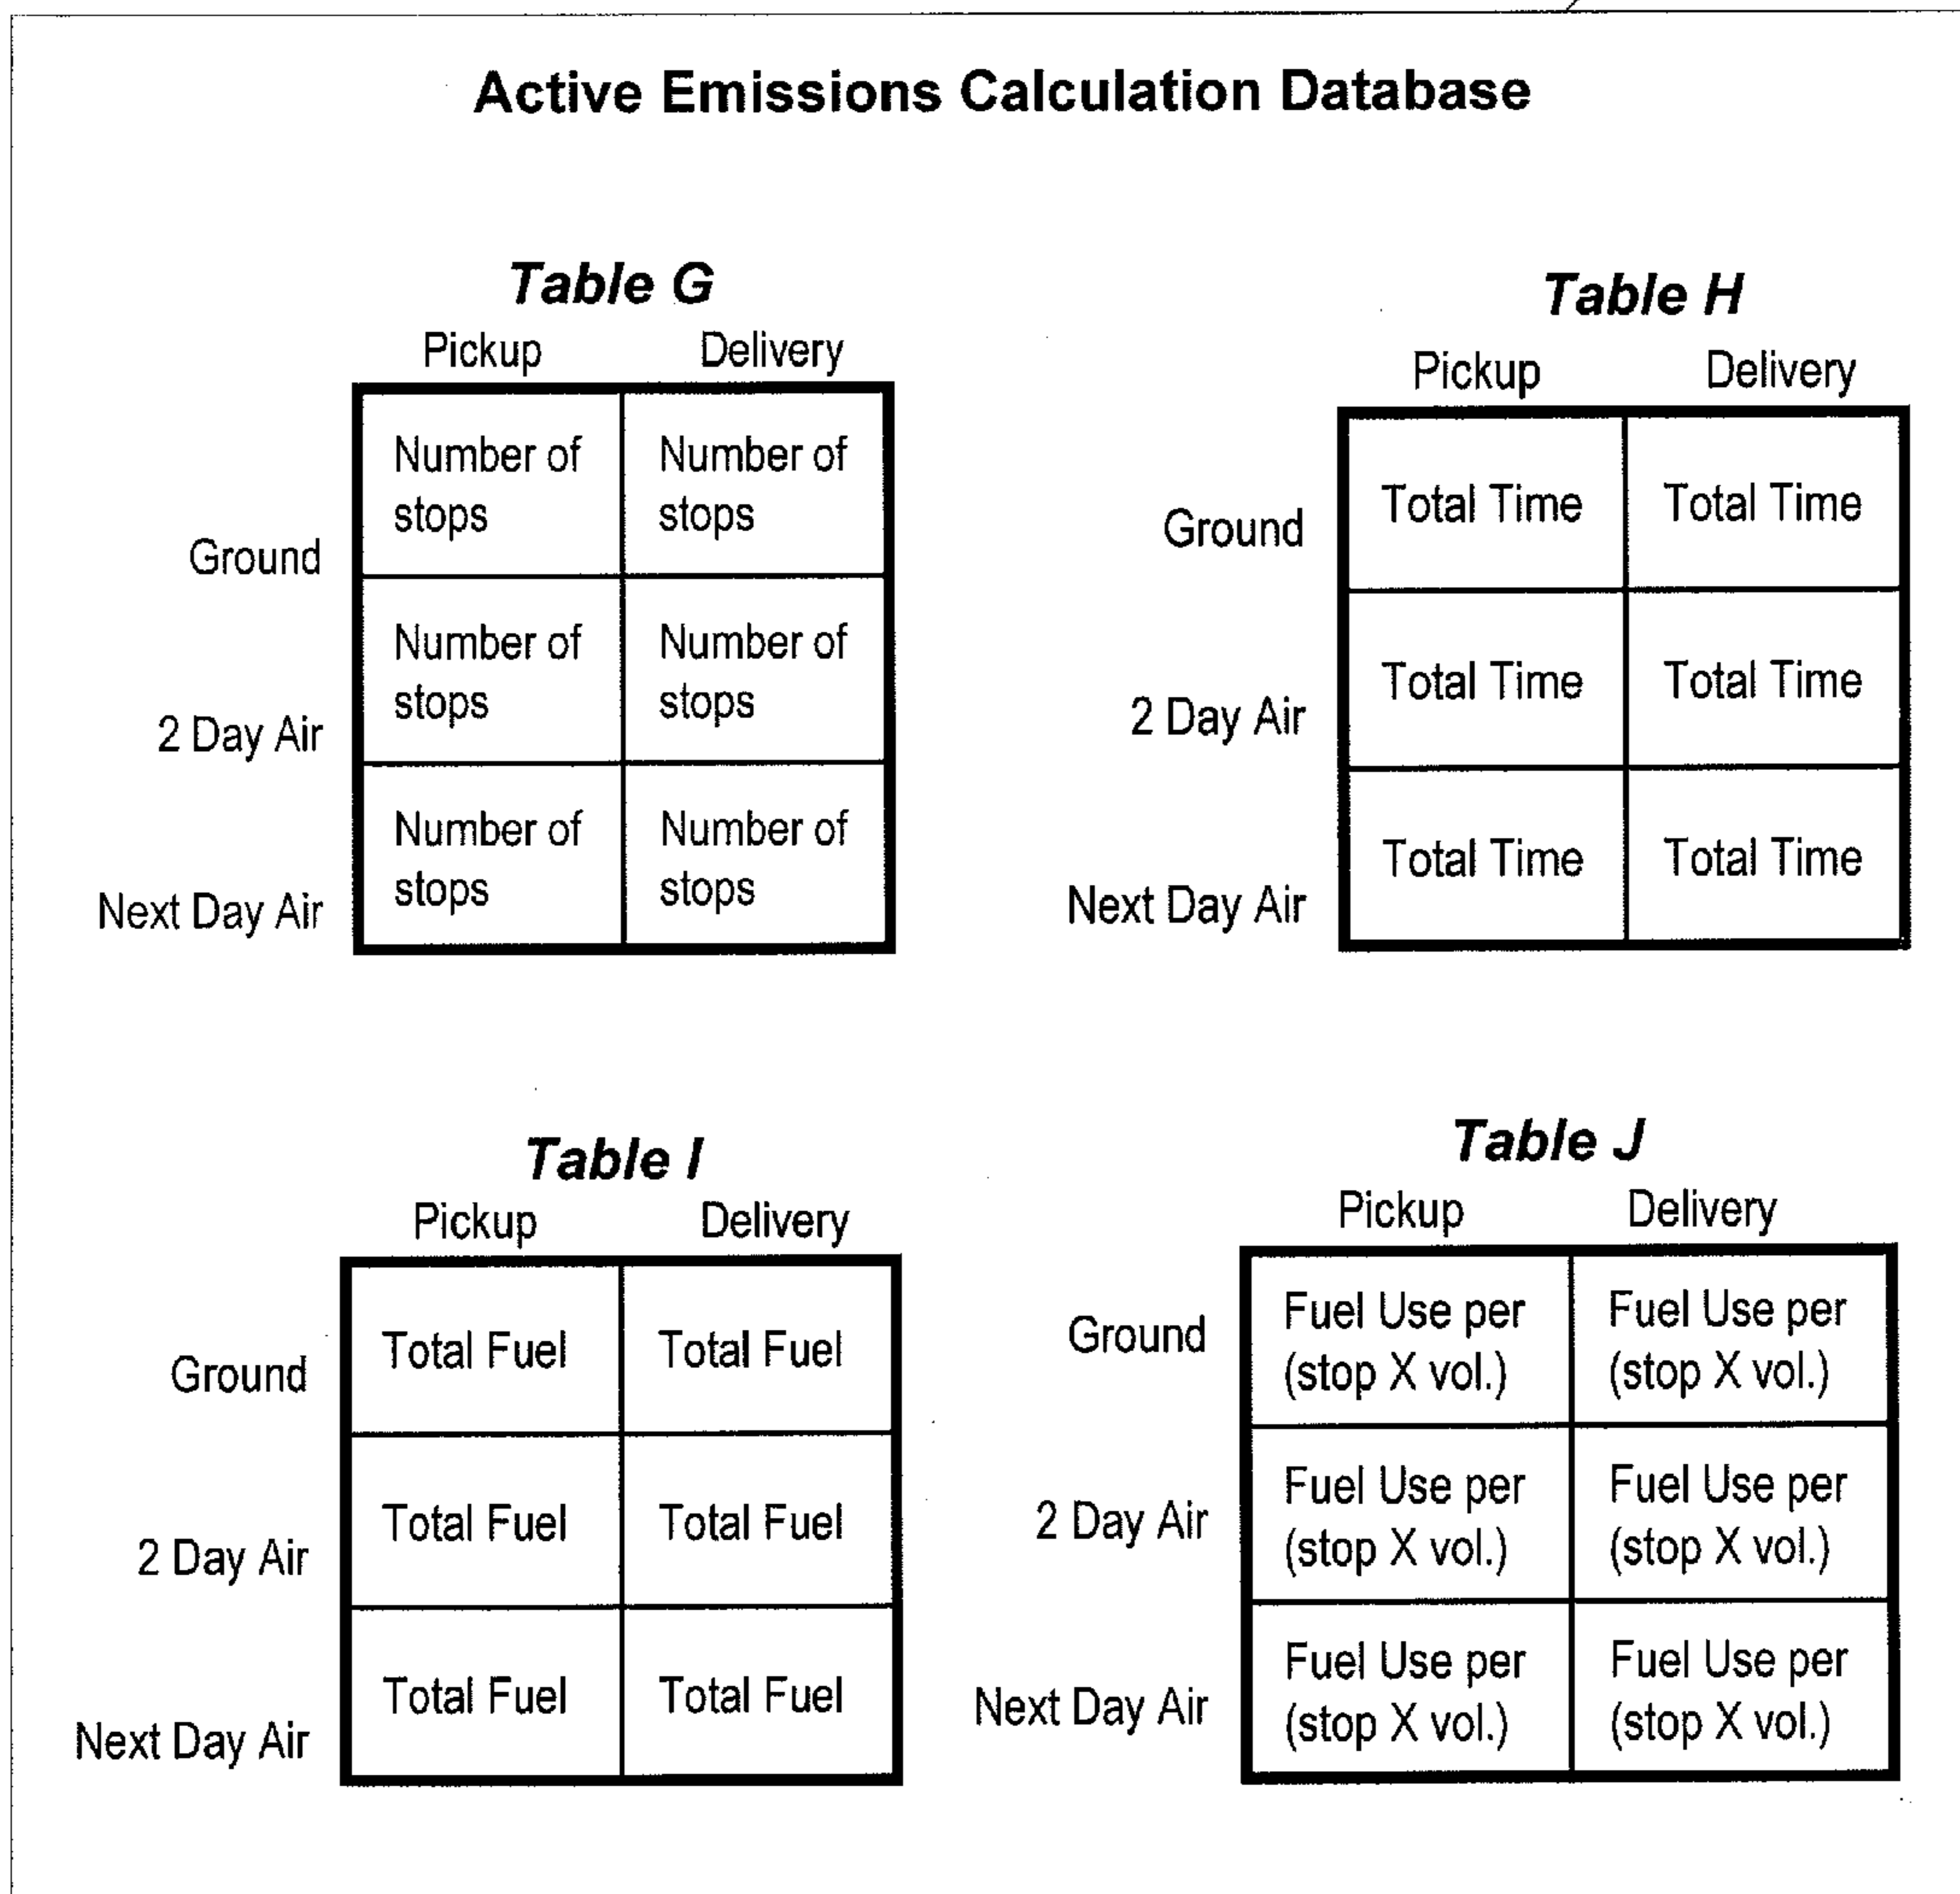 Active Emissions Calculation Database
Table G
Pickup Delivery
Number of stops Number of stops
Ground
Number of stops Number of stops
2 Day Air
Number of stops Number of stops
Next Day Air
Table H
Pickup Delivery
Ground Total Time Total Time
2 Day Air Total Time Total Time
Next Day Air Total Time Total Time
Table I
Pickup Delivery
Ground Total Fuel Total Fuel
2 Day Air Total Fuel Total Fuel
Next Day Air Total Fuel Total Fuel
Table J
Pickup Delivery
Ground Fuel Use per (stop X vol.) Fuel Use per (stop X vol.)
2 Day Air Fuel Use per (stop X vol.) Fuel Use per (stop X vol.)
Next Day Air Fuel Use per (stop X vol.) Fuel Use per (stop X vol.)